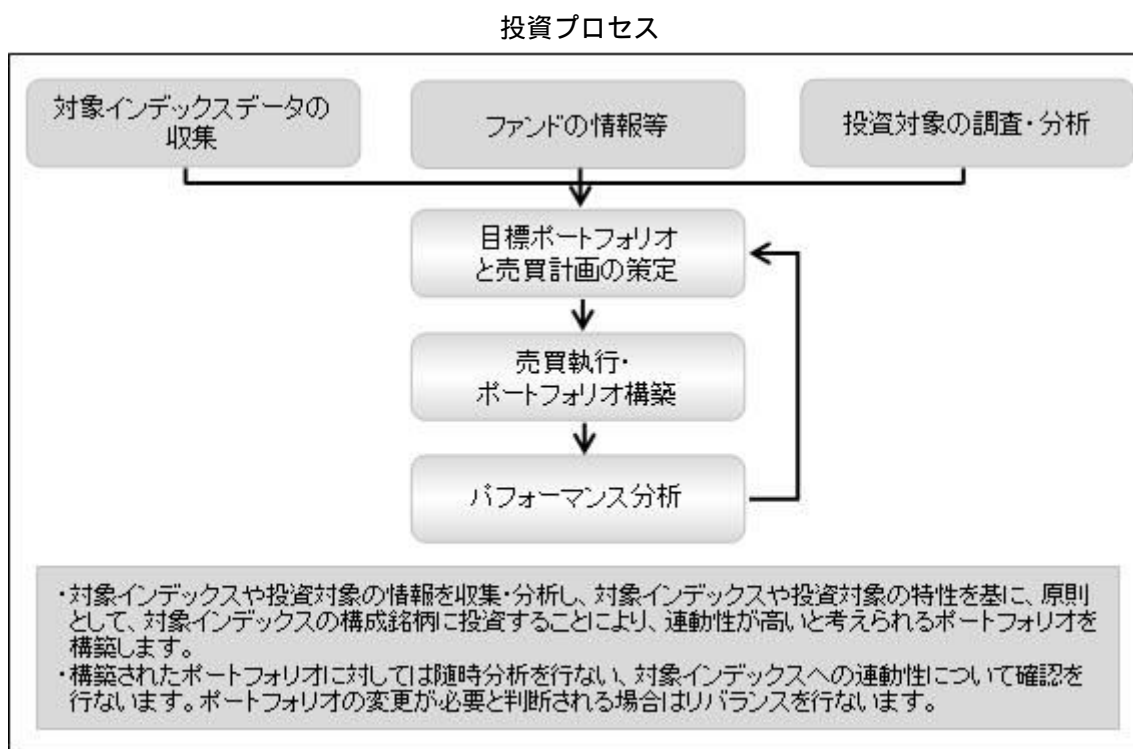 投資プロセス
対象インデックスデータの
収集
ファンドの情報等
投資対象の調査・分析
目標ポートフォリオ
と売買計画の策定
売買執行・
ポートフォリオ構築
パフォーマンス分析
・対象インデックスや投資対象の情報を収集・分析し、対象インデックスや投資対象の特性を基に、原則
として、対象インデックスの構成銘柄に投資することにより、連動性が高いと考えられるポートフォリオを
構築します。
・構築されたポートフォリオに対しては随時分析を行ない、対象インデックスへの連動性について確認を
行ないます。ポートフォリオの変更が必要と判断される場合はリバランスを行ないます。